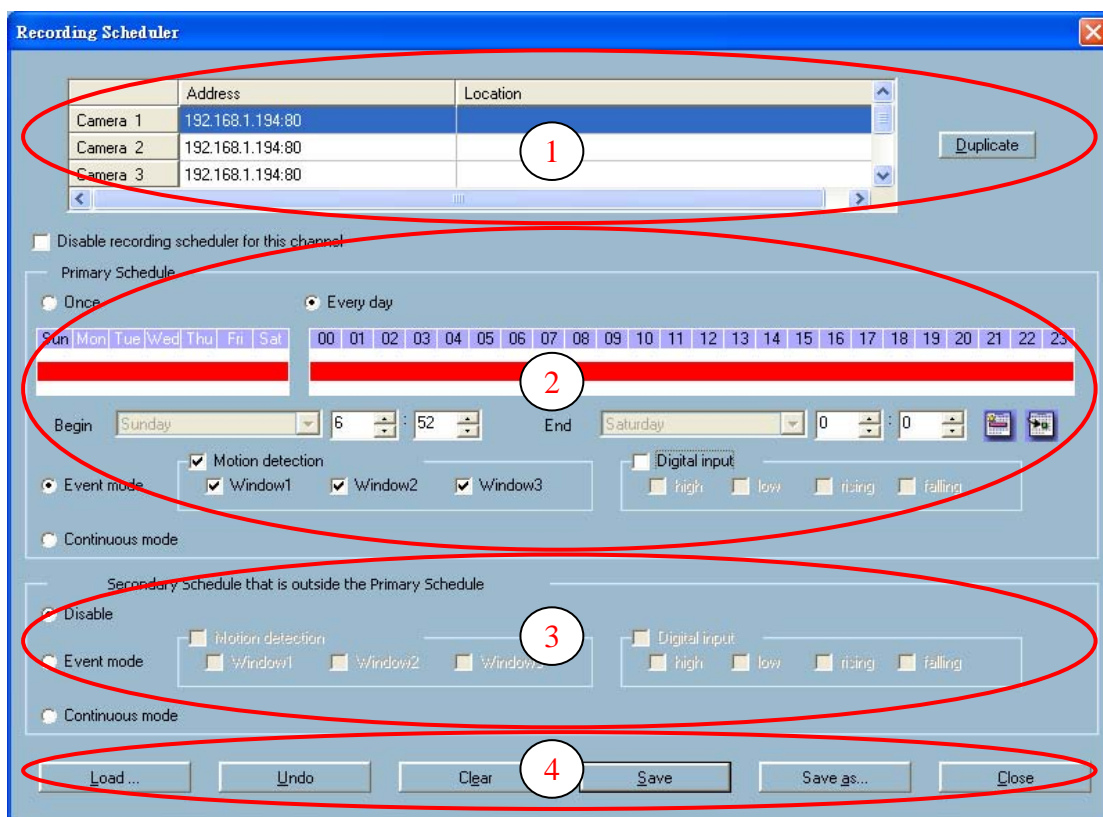 Recording Scheduler
Address Location
Camera 1 192.168.1.194:80
Camera 2 192.168.1.194:80
Camera 3 192.168.1.194:80
1
Duplicate
Disable recording scheduler for this channel
Primary Schedule
Once Every day
Sun Mon Tue Wed Thu Fri Sat 00 01 02 03 04 05 06 07 08 09 10 11 12 13 14 15 16 17 18 19 20 21 22 23
2
Begin Sunday 6 : 52 End Saturday 0 : 0
Motion detection Digital input
Event mode Window1 Window2 Window3 high low rising falling
Continuous mode
Secondary Schedule that is outside the Primary Schedule
Disable
3
Motion detection Digital input
Event mode Window1 Window2 Window3 high low rising falling
Continuous mode
4
Load ... Undo Clear Save Save as... Close